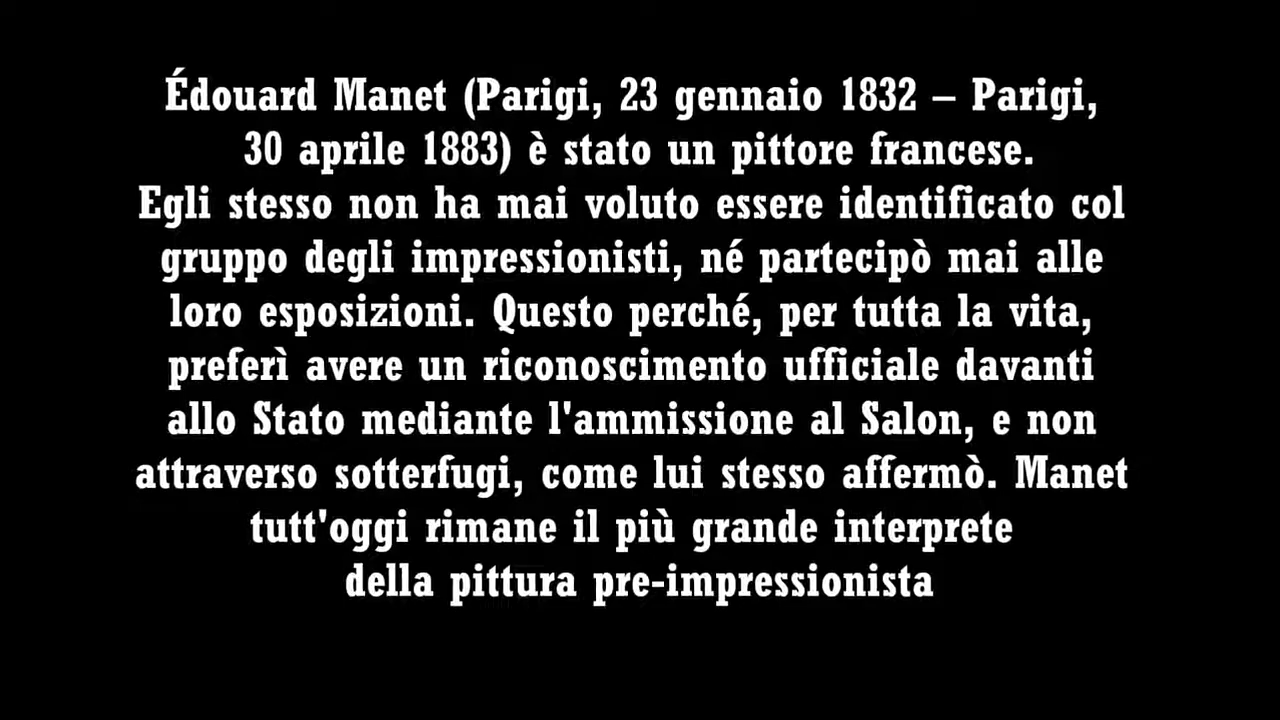 Édouard Manet (Parigi, 23 gennaio 1832 – Parigi,
30 aprile 1883) è stato un pittore francese.
Egli stesso non ha mai voluto essere identificato col
gruppo degli impressionisti, né partecipò mai alle
loro esposizioni. Questo perché, per tutta la vita,
preferì avere un riconoscimento ufficiale davanti
allo Stato mediante l'ammissione al Salon, e non
attraverso sotterfugi, come lui stesso affermò. Manet
tutt'oggi rimane il più grande interprete
della pittura pre-impressionista